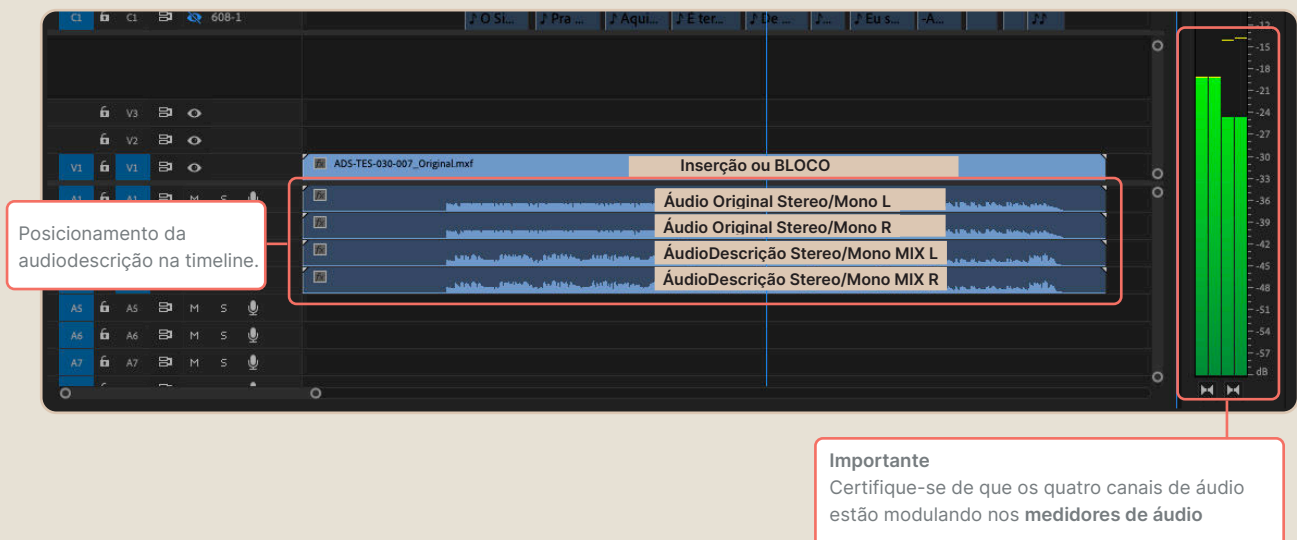 C1 C1 608-1 ♪ O Si... ♪ Pra ... ♪ Aqui... ♪ É ter... ♪ De ... ♪... ♪ Eu s... -A... ♪♪
V3
V2
V1 V1 ADS-TES-030-007_Original.mxf Inserção ou BLOCO
A1 A1 M S
Áudio Original Stereo/Mono L
Áudio Original Stereo/Mono R
ÁudioDescrição Stereo/Mono MIX L
ÁudioDescrição Stereo/Mono MIX R
Posicionamento da
audiodescrição na timeline.
A5 A5 M S
A6 A6 M S
A7 A7 M S
-12
-15
-18
-21
-24
-27
-30
-33
-36
-39
-42
-45
-48
-51
-54
-57
dB
Importante
Certifique-se de que os quatro canais de áudio
estão modulando nos medidores de áudio